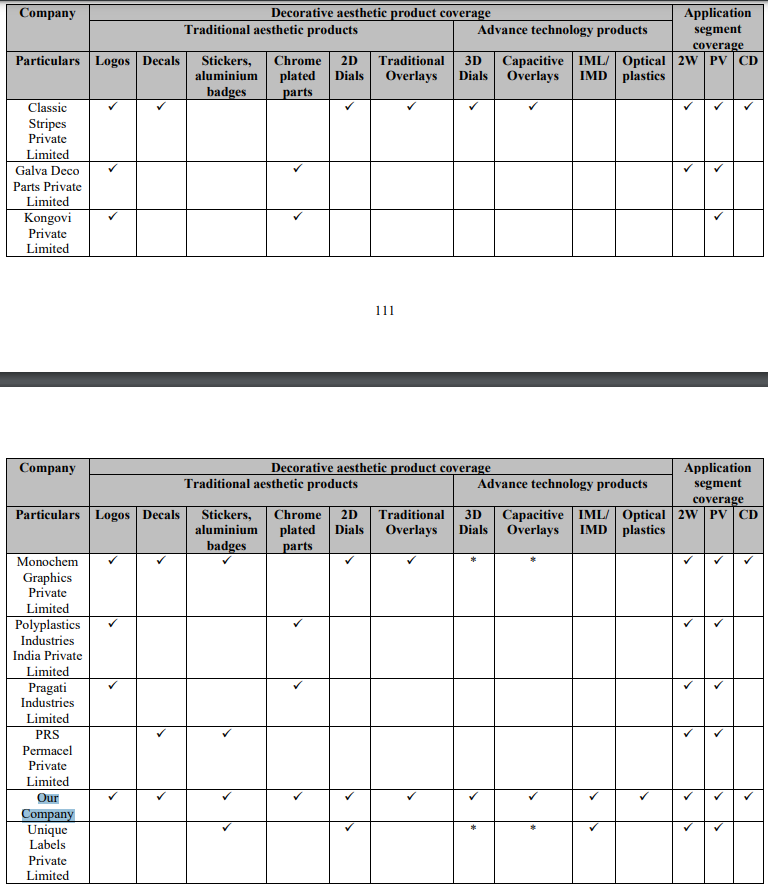 Company Decorative aesthetic product coverage Application segment coverage
Traditional aesthetic products Advance technology products
Particulars Logos Decals Stickers, aluminium badges Chrome plated parts 2D Dials Traditional Overlays 3D Dials Capacitive Overlays IML/ IMD Optical plastics 2W PV CD
Classic Stripes Private Limited ✓ ✓ ✓ ✓ ✓ ✓ ✓ ✓ ✓
Galva Deco Parts Private Limited ✓ ✓ ✓ ✓
Kongovi Private Limited ✓ ✓ ✓
111
Company Decorative aesthetic product coverage Application segment coverage
Traditional aesthetic products Advance technology products
Particulars Logos Decals Stickers, aluminium badges Chrome plated parts 2D Dials Traditional Overlays 3D Dials Capacitive Overlays IML/ IMD Optical plastics 2W PV CD
Monochem Graphics Private Limited ✓ ✓ ✓ ✓ ✓ * * ✓ ✓ ✓
Polyplastics Industries India Private Limited ✓ ✓ ✓ ✓
Pragati Industries Limited ✓ ✓ ✓ ✓
PRS Permacel Private Limited ✓ ✓ ✓ ✓
Our Company ✓ ✓ ✓ ✓ ✓ ✓ ✓ ✓ ✓ ✓ ✓ ✓ ✓
Unique Labels Private Limited ✓ ✓ * * ✓ ✓ ✓